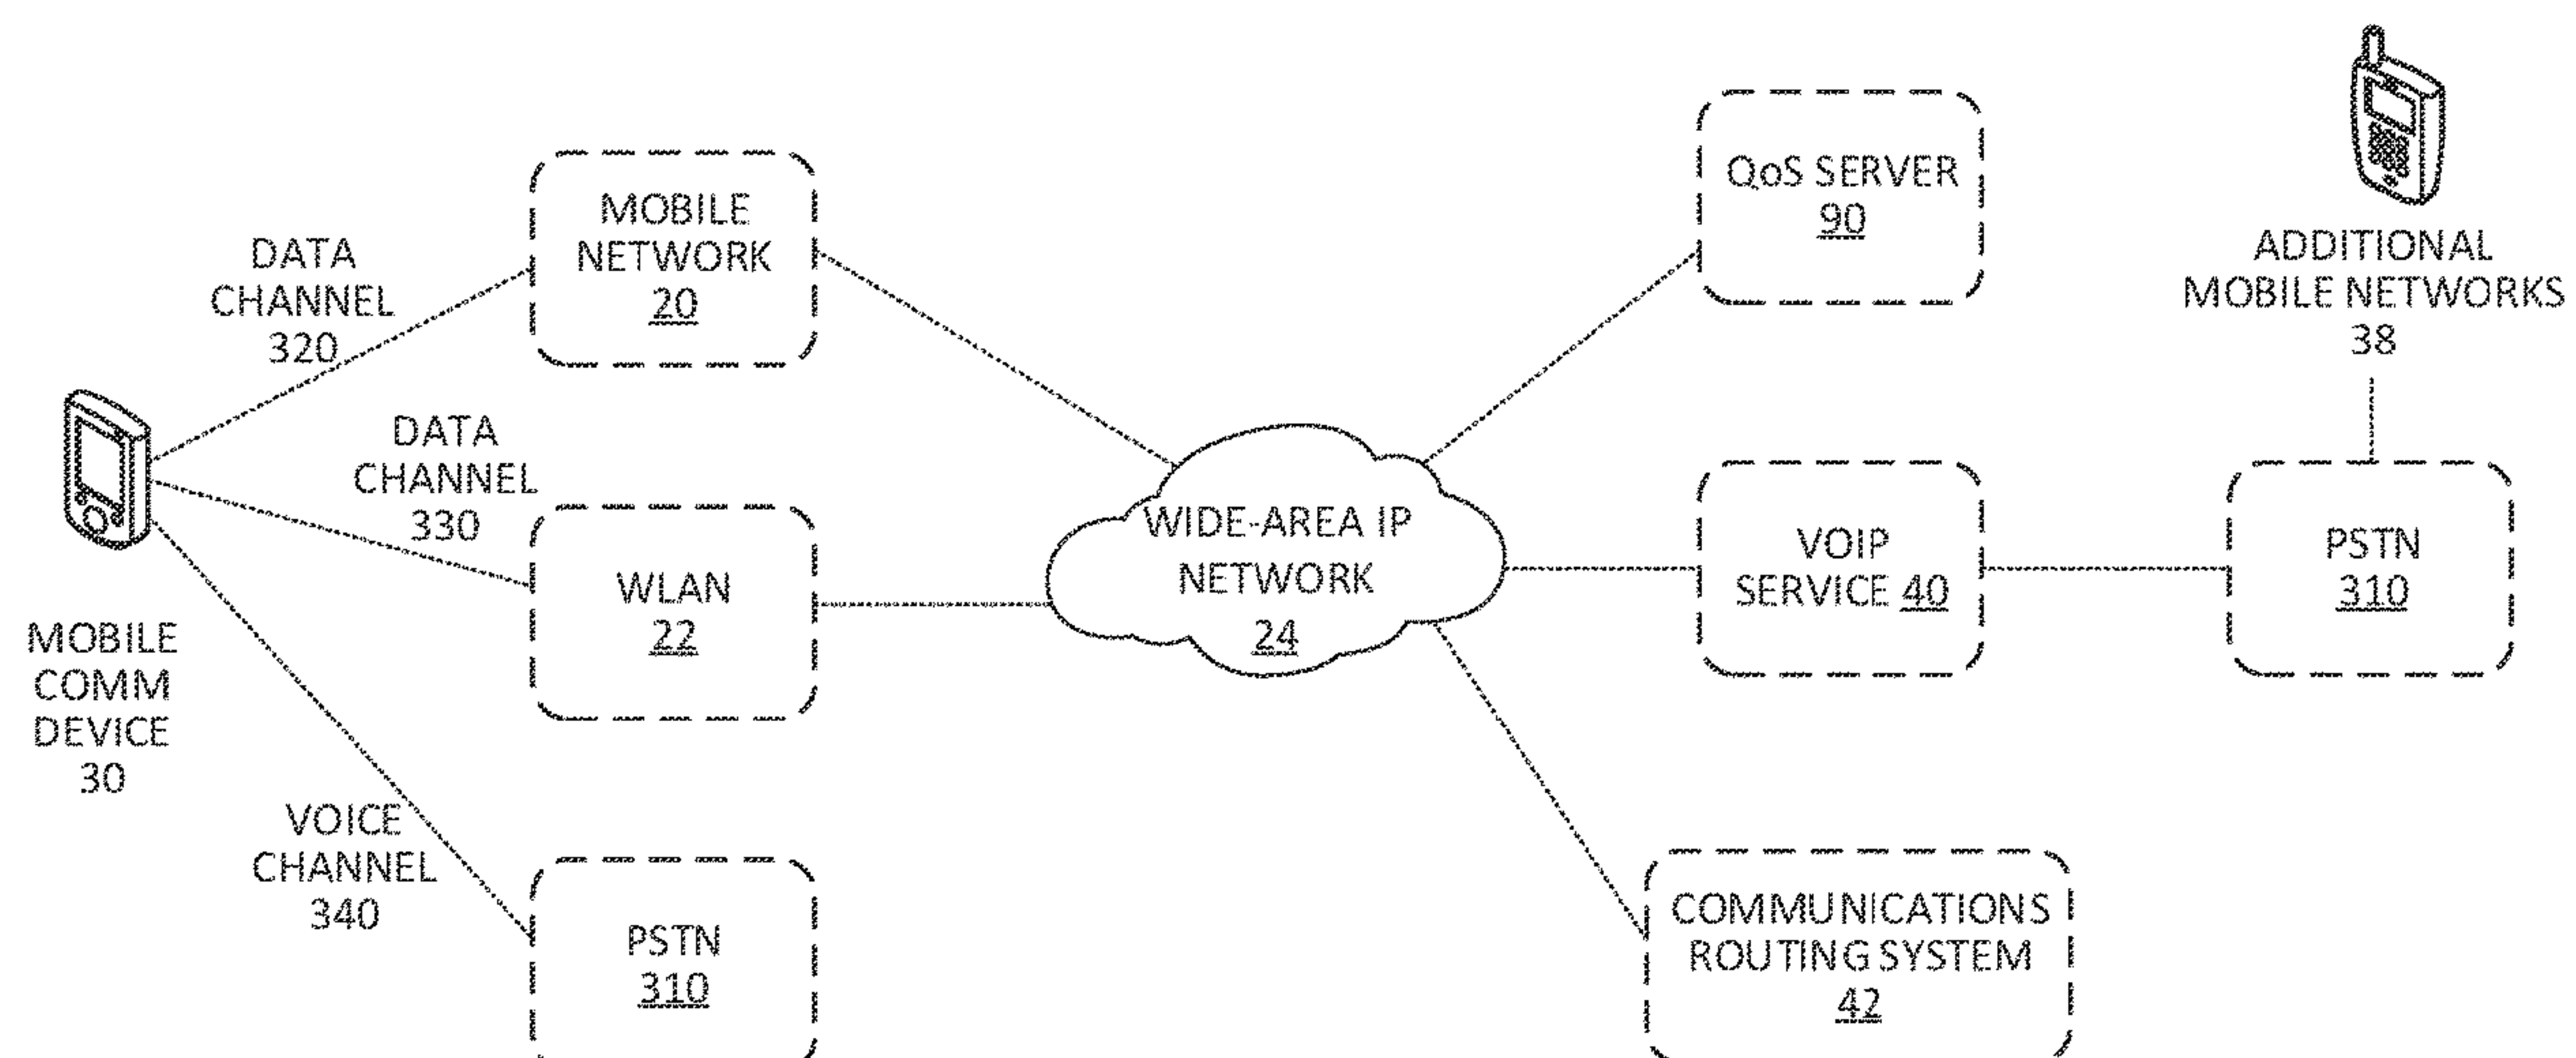 DATA
CHANNEL
320
MOBILE
NETWORK
20
QoS SERVER
90
ADDITIONAL
MOBILE NETWORKS
38
DATA
CHANNEL
330
WLAN
22
WIDE-AREA IP
NETWORK
24
VOIP
SERVICE 40
PSTN
310
MOBILE
COMM
DEVICE
30
VOICE
CHANNEL
340
PSTN
310
COMMUNICATIONS
ROUTING SYSTEM
42